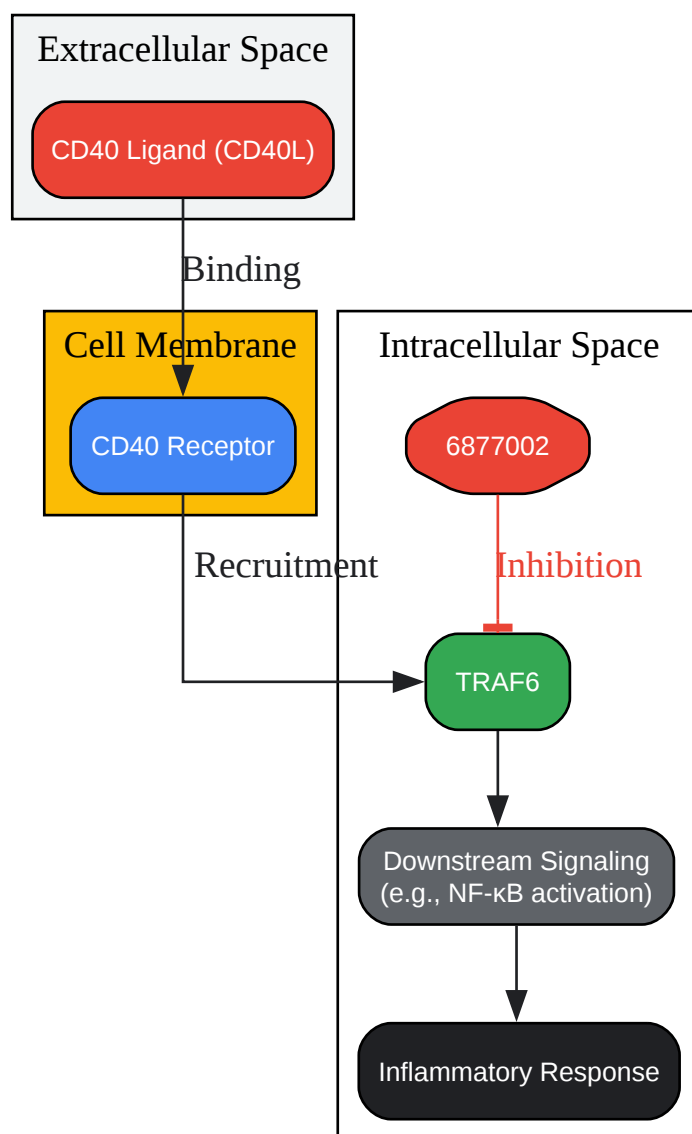 Extracellular Space
CD40 Ligand (CD40L)
Binding
Cell Membrane
CD40 Receptor
Intracellular Space
6877002
Recruitment
Inhibition
TRAF6
Downstream Signaling
(e.g., NF-κB activation)
Inflammatory Response